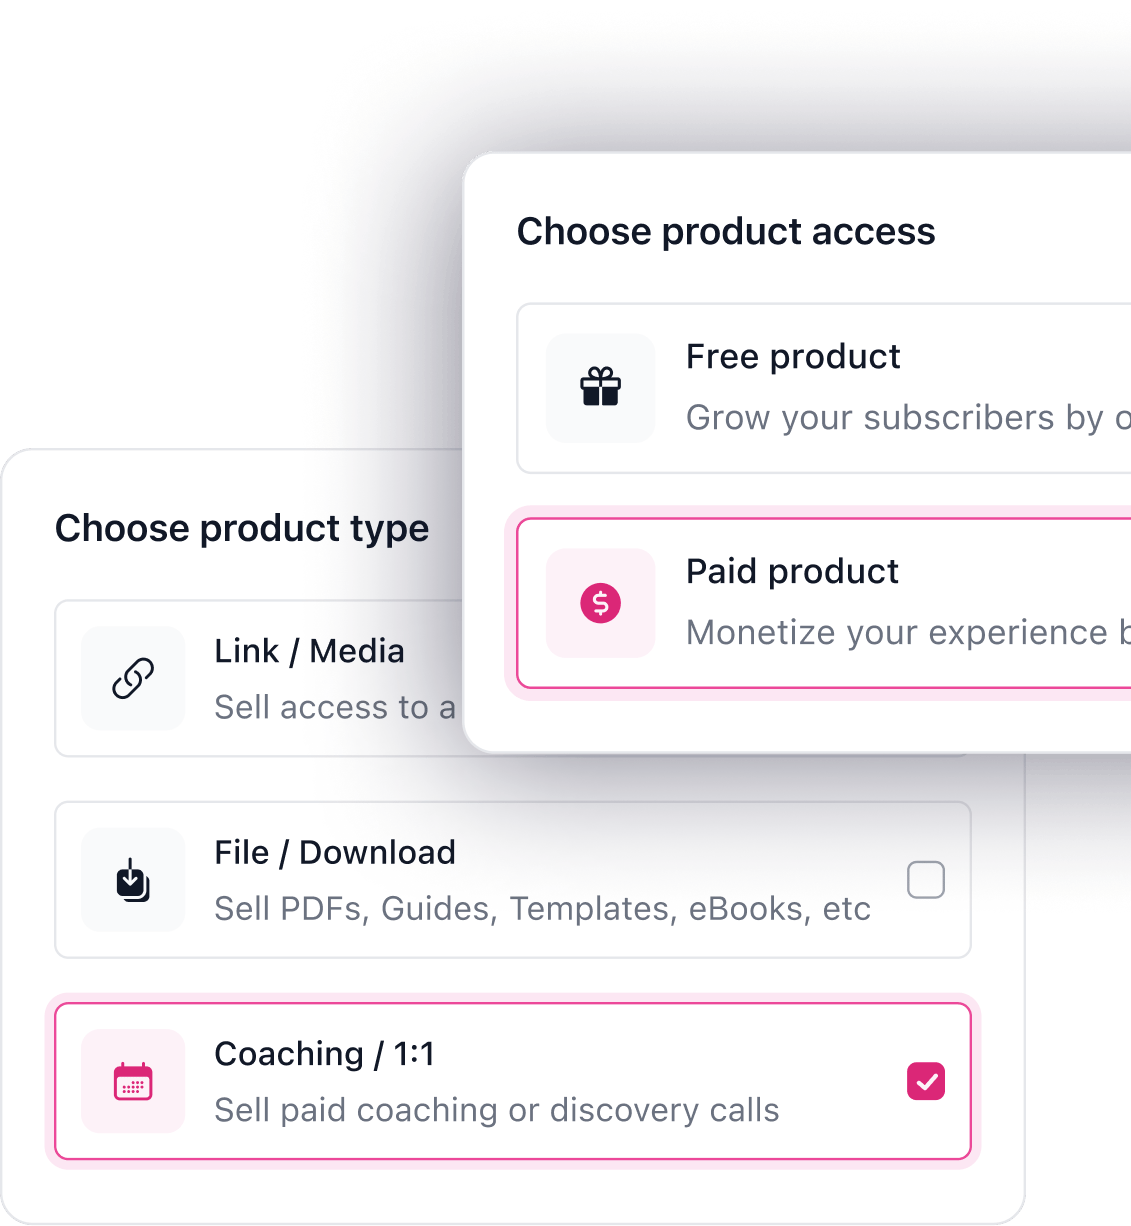 Choose product access
Free product
Grow your subscribers by
Paid product
Monetize your experience
Choose product type
Link / Media
Sell access to a
File / Download
Sell PDFs, Guides, Templates, eBooks, etc
Coaching / 1:1
Sell paid coaching or discovery calls